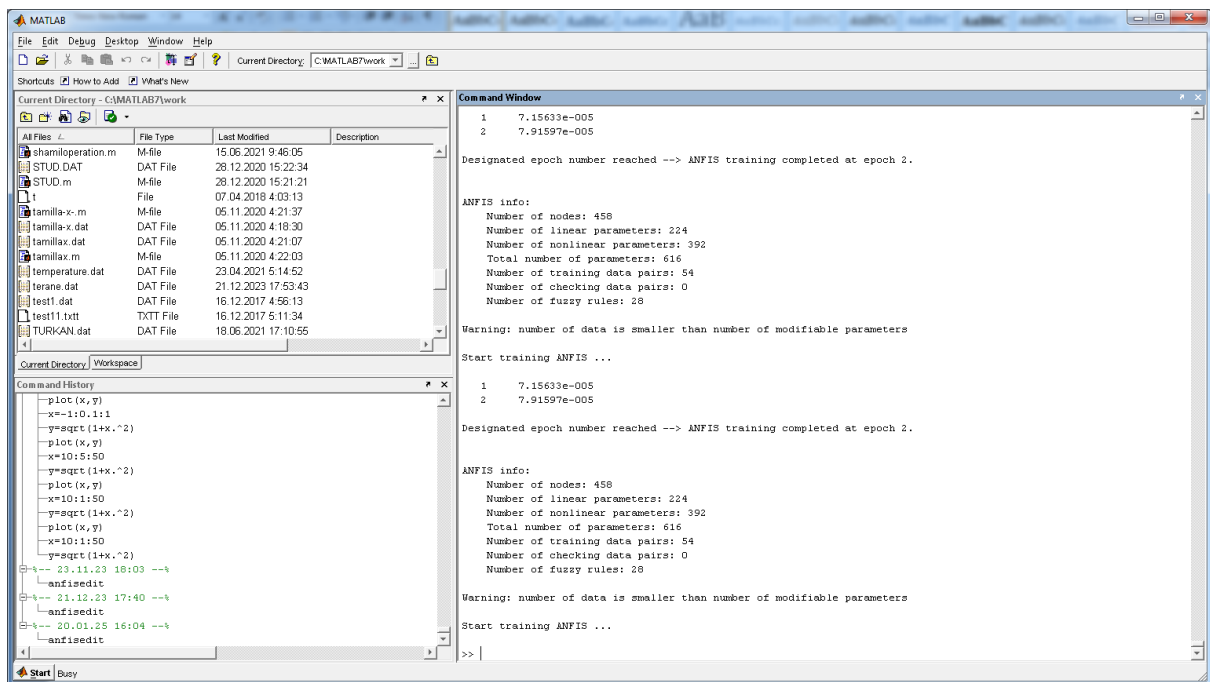 MATLAB
File Edit Debug Desktop Window Help
Current Directory: C:\MATLAB7\work
Shortcuts How to Add What's New
Current Directory - C:\MATLAB7\work
All Files File Type Last Modified Description
shamiloperation.m M-file 15.06.2021 9:46:05
STUD.DAT DAT File 28.12.2020 15:22:34
STUD.m M-file 28.12.2020 15:21:21
t File 07.04.2018 4:03:13
tamilla-x-.m M-file 05.11.2020 4:21:37
tamilla-x.dat DAT File 05.11.2020 4:18:30
tamillax.dat DAT File 05.11.2020 4:21:07
tamillax.m M-file 05.11.2020 4:22:03
temperature.dat DAT File 23.04.2021 5:14:52
terane.dat DAT File 21.12.2023 17:53:43
test1.dat DAT File 16.12.2017 4:56:13
test11.txtt TXTT File 16.12.2017 5:11:34
TURKAN.dat DAT File 18.06.2021 17:10:55
Current Directory Workspace
Command History
plot(x,y)
x=-1:0.1:1
y=sqrt(1+x.^2)
plot(x,y)
x=10:5:50
y=sqrt(1+x.^2)
plot(x,y)
x=10:1:50
y=sqrt(1+x.^2)
plot(x,y)
x=10:1:50
y=sqrt(1+x.^2)
%-- 23.11.23 18:03 --%
anfisedit
%-- 21.12.23 17:40 --%
anfisedit
%-- 20.01.25 16:04 --%
anfisedit
Start Busy
Command Window
1 7.15633e-005
2 7.91597e-005
Designated epoch number reached --> ANFIS training completed at epoch 2.
ANFIS info:
Number of nodes: 458
Number of linear parameters: 224
Number of nonlinear parameters: 392
Total number of parameters: 616
Number of training data pairs: 54
Number of checking data pairs: 0
Number of fuzzy rules: 28
Warning: number of data is smaller than number of modifiable parameters
Start training ANFIS ...
1 7.15633e-005
2 7.91597e-005
Designated epoch number reached --> ANFIS training completed at epoch 2.
ANFIS info:
Number of nodes: 458
Number of linear parameters: 224
Number of nonlinear parameters: 392
Total number of parameters: 616
Number of training data pairs: 54
Number of checking data pairs: 0
Number of fuzzy rules: 28
Warning: number of data is smaller than number of modifiable parameters
Start training ANFIS ...
>>